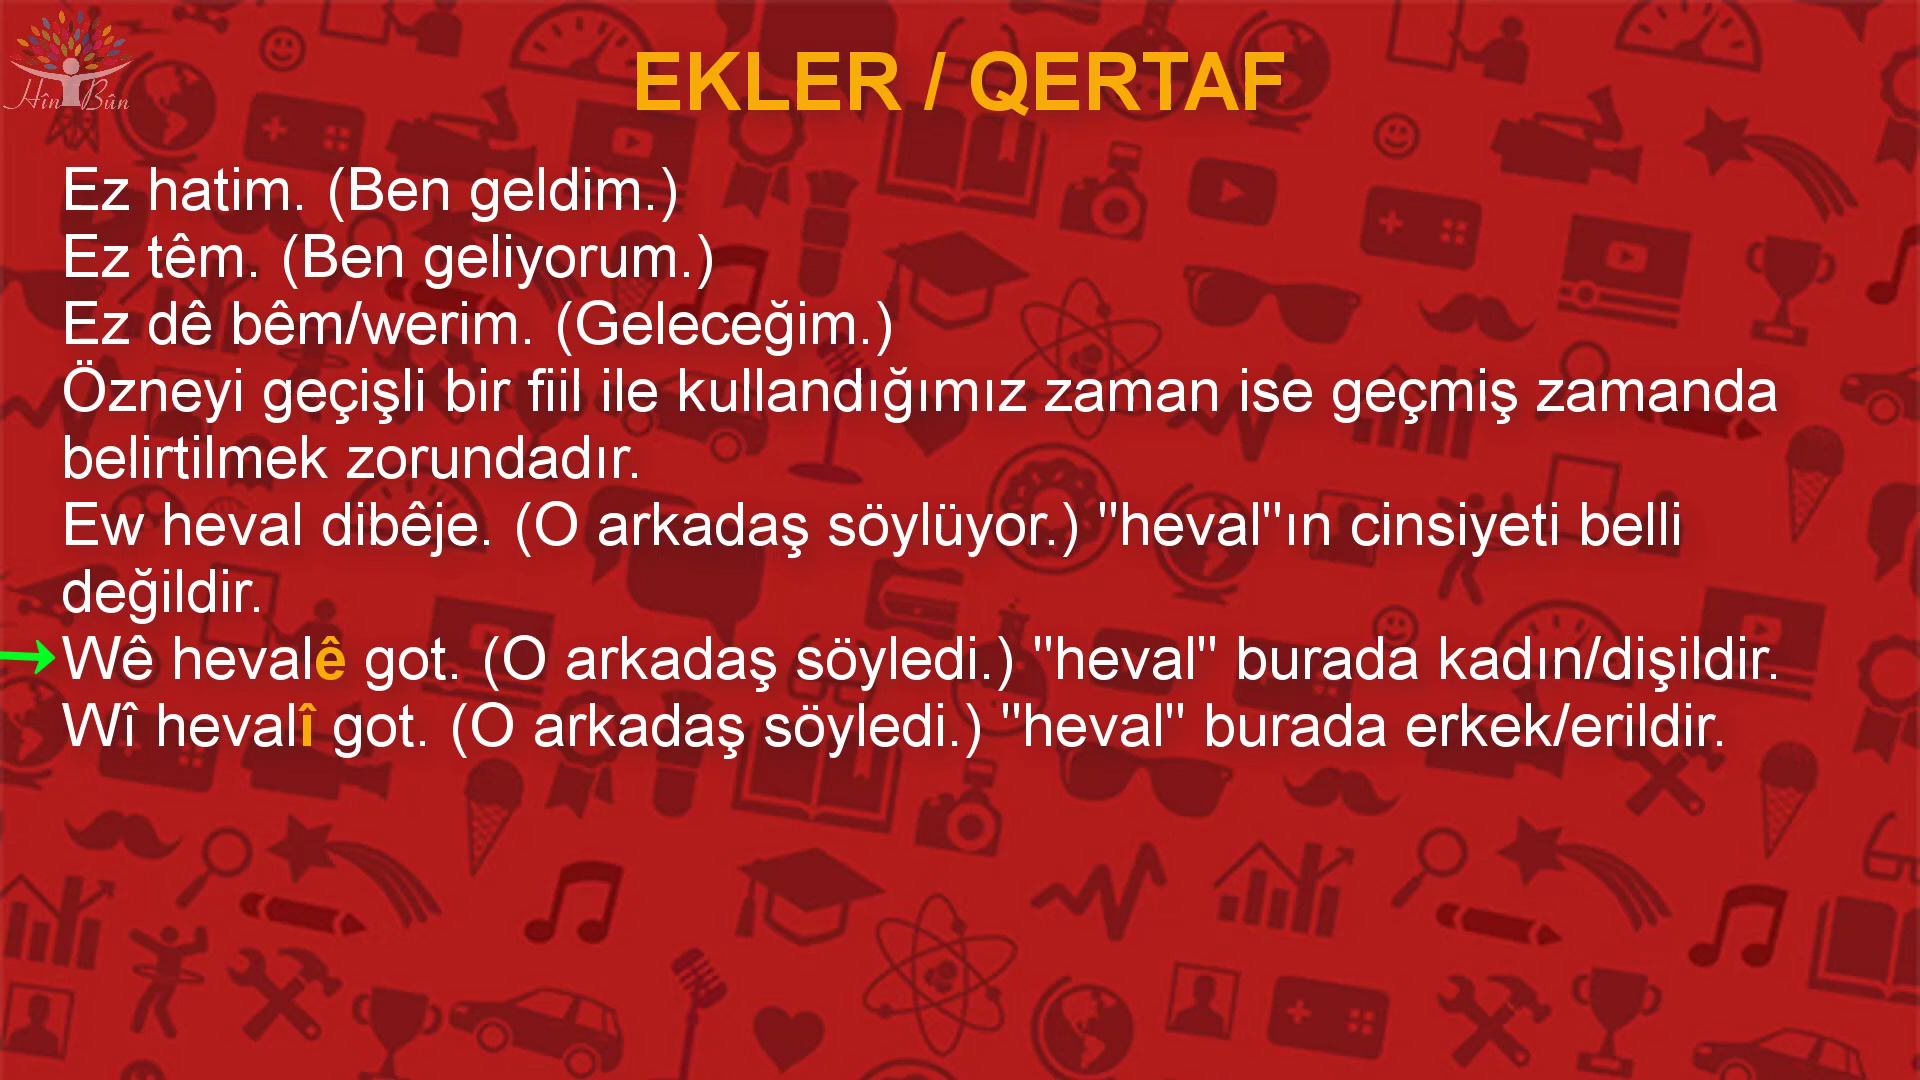 Hîn Bûn
EKLER / QERTAF
Ez hatim. (Ben geldim.)
Ez têm. (Ben geliyorum.)
Ez dê bêm/werim. (Geleceğim.)
Özneyi geçişli bir fiil ile kullandığımız zaman ise geçmiş zamanda
belirtilmek zorundadır.
Ew heval dibêje. (O arkadaş söylüyor.) "heval"ın cinsiyeti belli
değildir.
Wê hevalê got. (O arkadaş söyledi.) "heval" burada kadın/dişildir.
Wî hevalî got. (O arkadaş söyledi.) "heval" burada erkek/erildir.